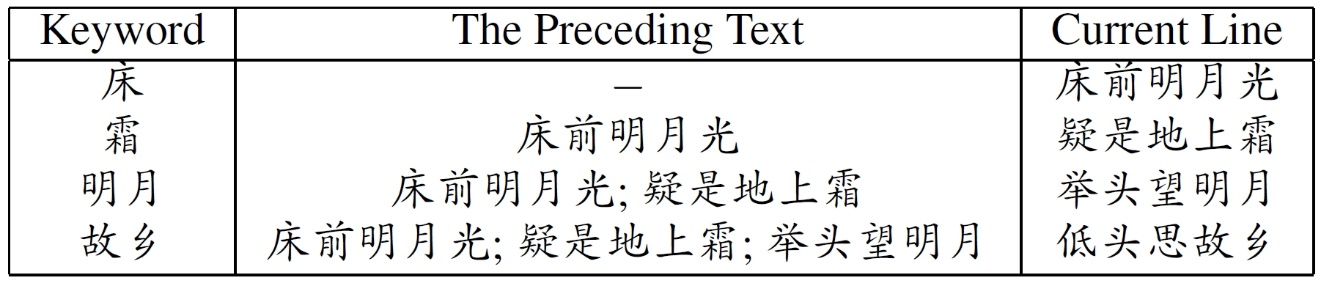 Keyword The Preceding Text Current Line
床 – 床前明月光
霜 床前明月光 疑是地上霜
明月 床前明月光; 疑是地上霜 举头望明月
故乡 床前明月光; 疑是地上霜; 举头望明月 低头思故乡